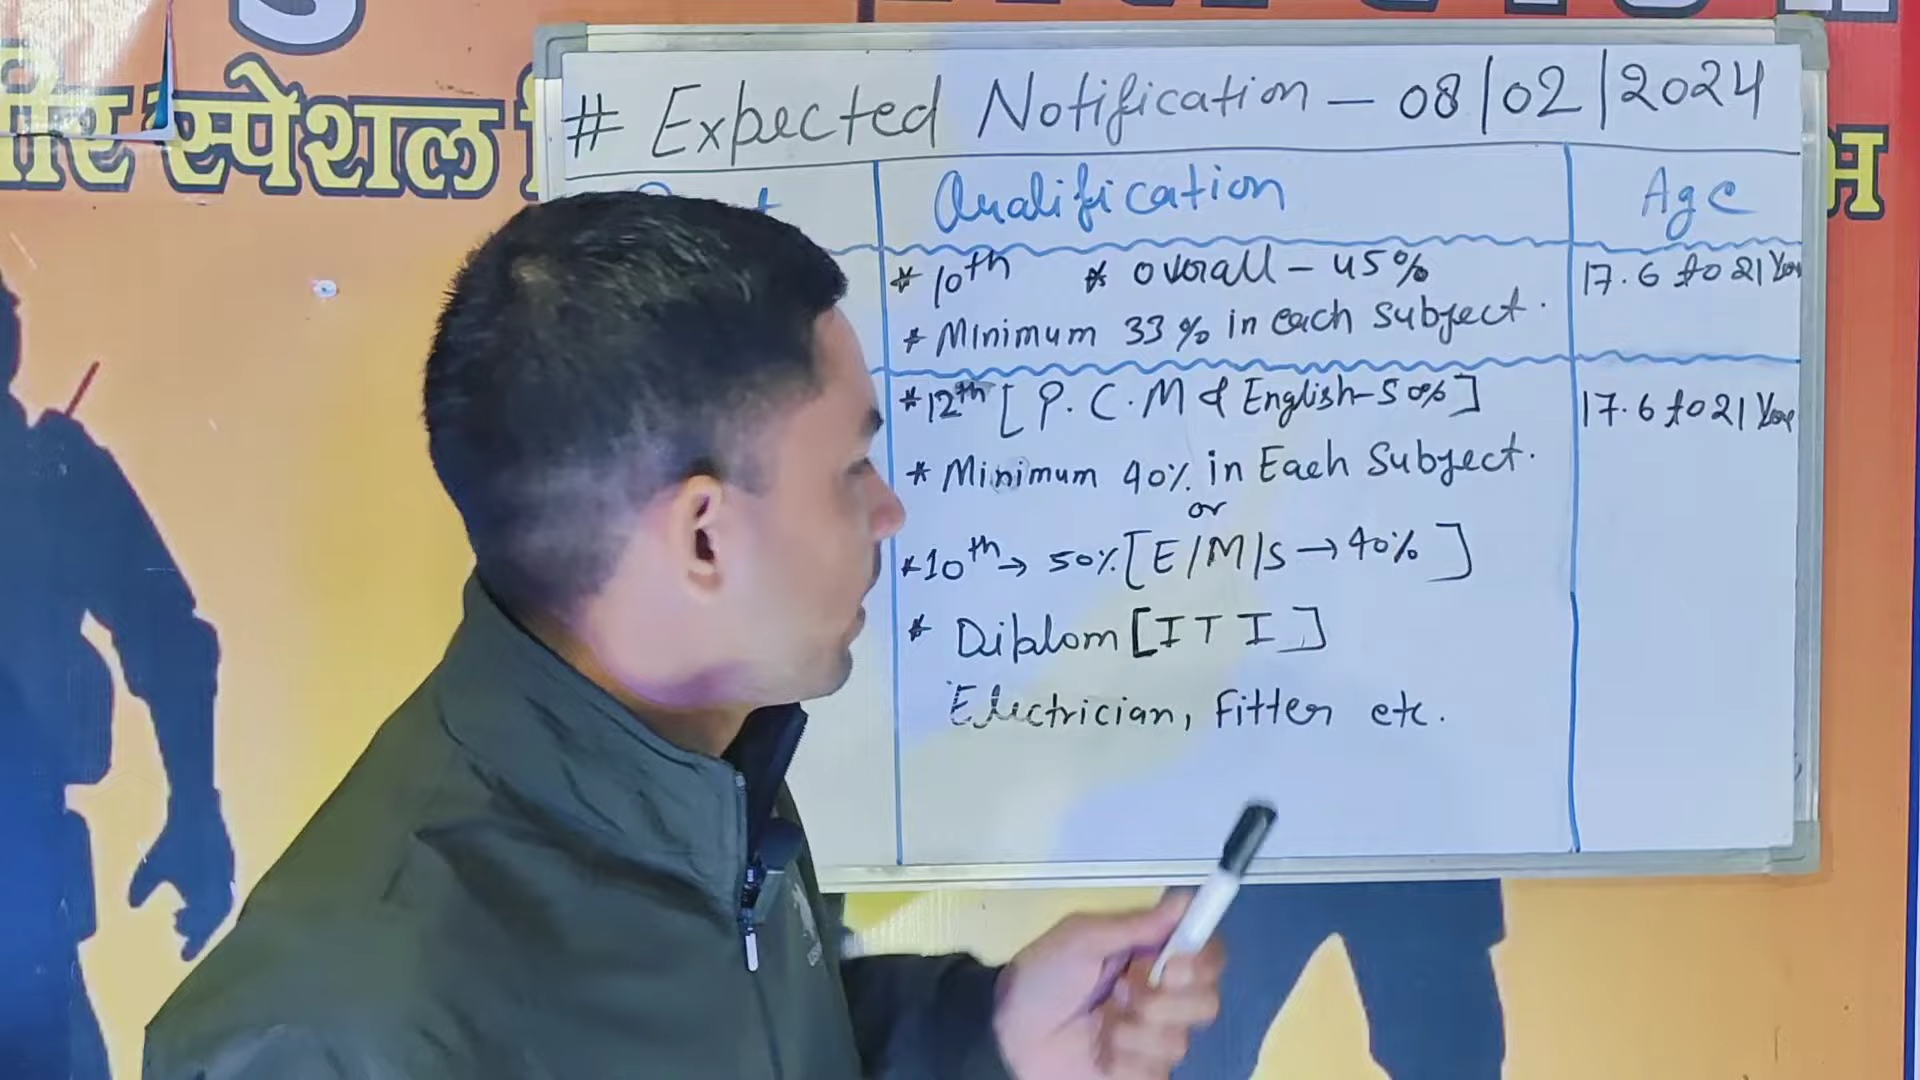 स्पेशल
# Expected Notification – 08/02/2024
Qualification
Age
* 10th * overall – 45%
17.6 to 21 Year
* Minimum 33% in each subject.
* 12th [P.C.M & English–50%]
17.6 to 21 Year
* Minimum 40% in Each Subject.
or
* 10th → 50% [E/M/S → 40%]
* Diplom [ITI]
Electrician, Fitter etc.